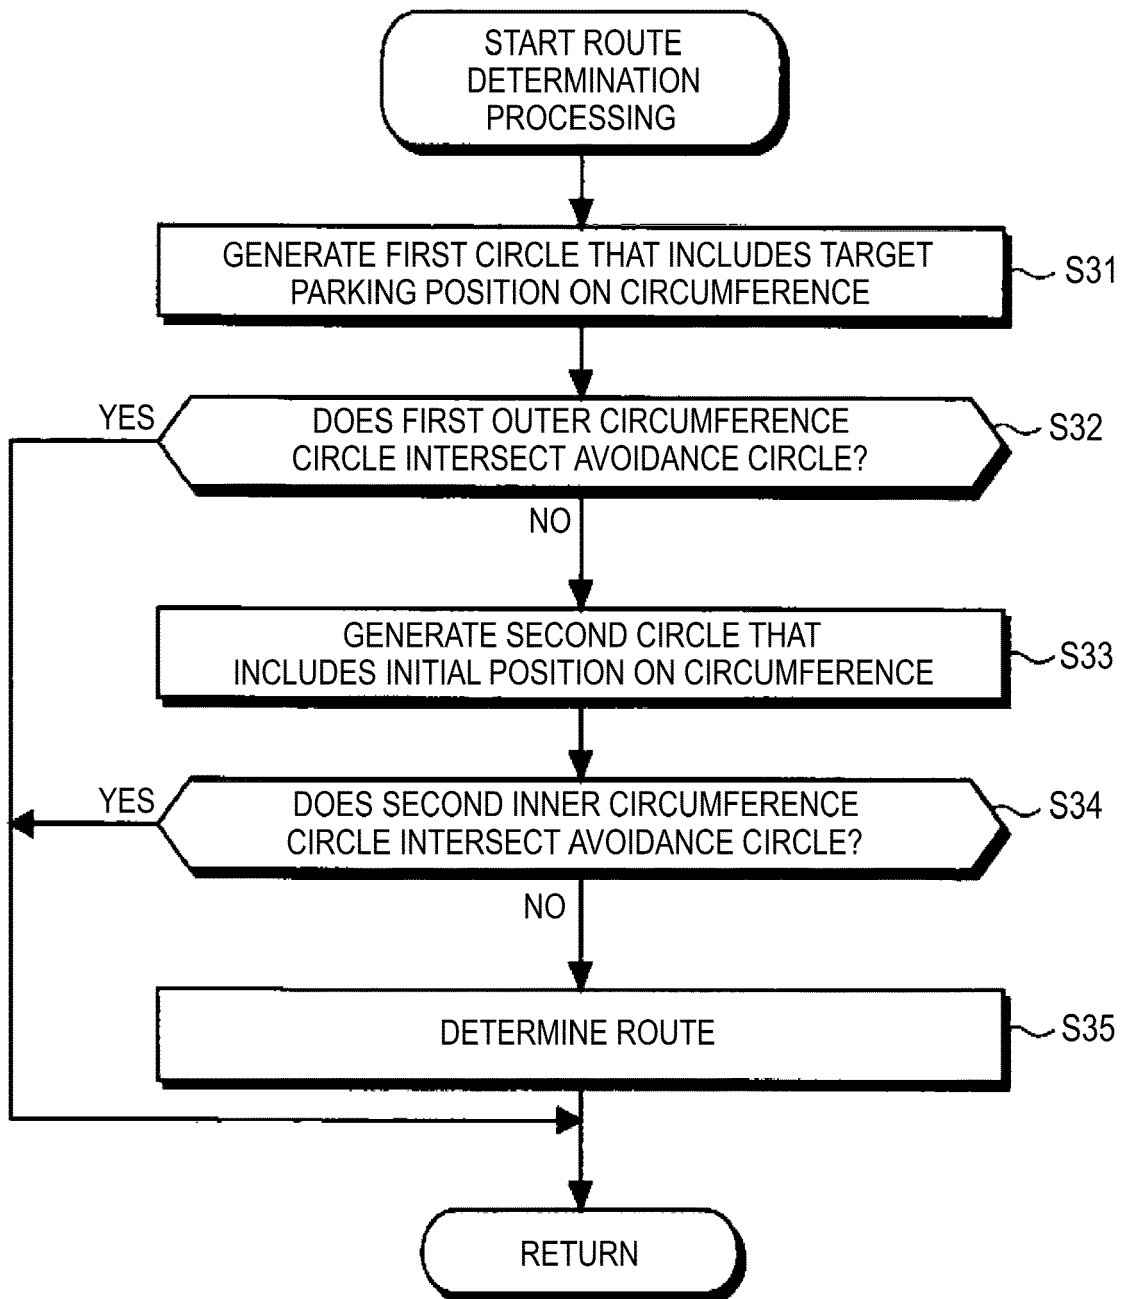 START ROUTE
DETERMINATION
PROCESSING
GENERATE FIRST CIRCLE THAT INCLUDES TARGET
PARKING POSITION ON CIRCUMFERENCE
S31
YES
DOES FIRST OUTER CIRCUMFERENCE
CIRCLE INTERSECT AVOIDANCE CIRCLE?
S32
NO
GENERATE SECOND CIRCLE THAT
INCLUDES INITIAL POSITION ON CIRCUMFERENCE
S33
YES
DOES SECOND INNER CIRCUMFERENCE
CIRCLE INTERSECT AVOIDANCE CIRCLE?
S34
NO
DETERMINE ROUTE
S35
RETURN